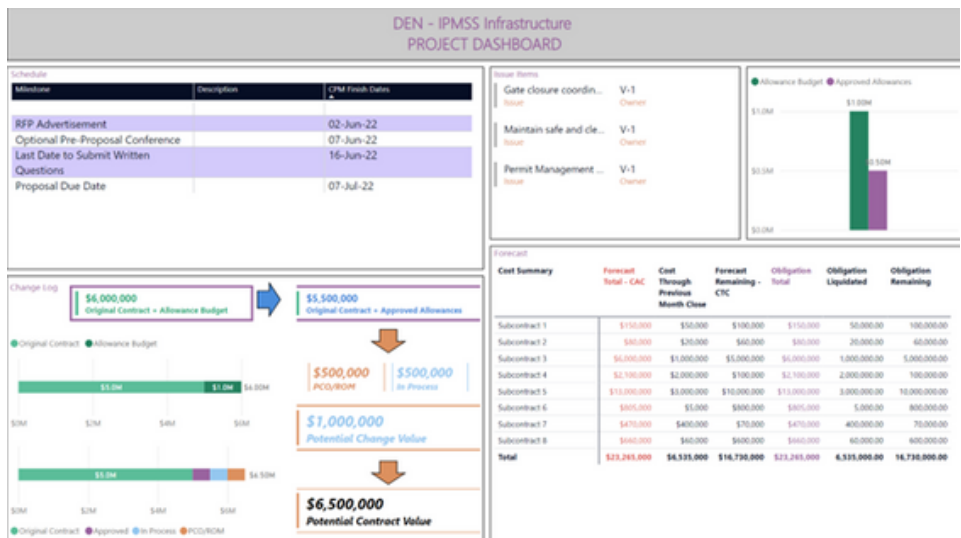 DEN - IPMSS Infrastructure
PROJECT DASHBOARD
Schedule
Milestone Description CPM Finish Dates
RFP Advertisement 02-Jun-22
Optional Pre-Proposal Conference 07-Jun-22
Last Date to Submit Written 16-Jun-22
Questions
Proposal Due Date 07-Jul-22
Issue Items
Gate closure coordin... V-1
Issue Owner
Maintain safe and cle... V-1
Issue Owner
Permit Management ... V-1
Issue Owner
Allowance Budget Approved Allowances
$1.0M
$0.5M
$0.0M
$1.00M
0.50M
Change Log
$6,000,000
Original Contract + Allowance Budget
$5,500,000
Original Contract + Approved Allowances
Original Contract Allowance Budget
$5.0M $1.0M $6.00M
$0M $2M $4M $6M
$500,000
PCO/ROM
$500,000
In Process
$1,000,000
Potential Change Value
$5.0M $6.50M
$0M $2M $4M $6M
Original Contract Approved In Process PCO/ROM
$6,500,000
Potential Contract Value
Forecast
Cost Summary Forecast Cost Forecast Obligation Obligation Obligation
Total - CAC Through Remaining - Total Liquidated Remaining
Previous CTC
Month Close
Subcontract 1 $150,000 $50,000 $100,000 $150,000 50,000.00 100,000.00
Subcontract 2 $80,000 $20,000 $60,000 $80,000 20,000.00 60,000.00
Subcontract 3 $6,000,000 $1,000,000 $5,000,000 $6,000,000 1,000,000.00 5,000,000.00
Subcontract 4 $2,100,000 $2,000,000 $100,000 $2,100,000 2,000,000.00 100,000.00
Subcontract 5 $13,000,000 $3,000,000 $10,000,000 $13,000,000 3,000,000.00 10,000,000.00
Subcontract 6 $805,000 $5,000 $800,000 $805,000 5,000.00 800,000.00
Subcontract 7 $470,000 $400,000 $70,000 $470,000 400,000.00 70,000.00
Subcontract 8 $660,000 $60,000 $600,000 $660,000 60,000.00 600,000.00
Total $23,265,000 $6,535,000 $16,730,000 $23,265,000 6,535,000.00 16,730,000.00